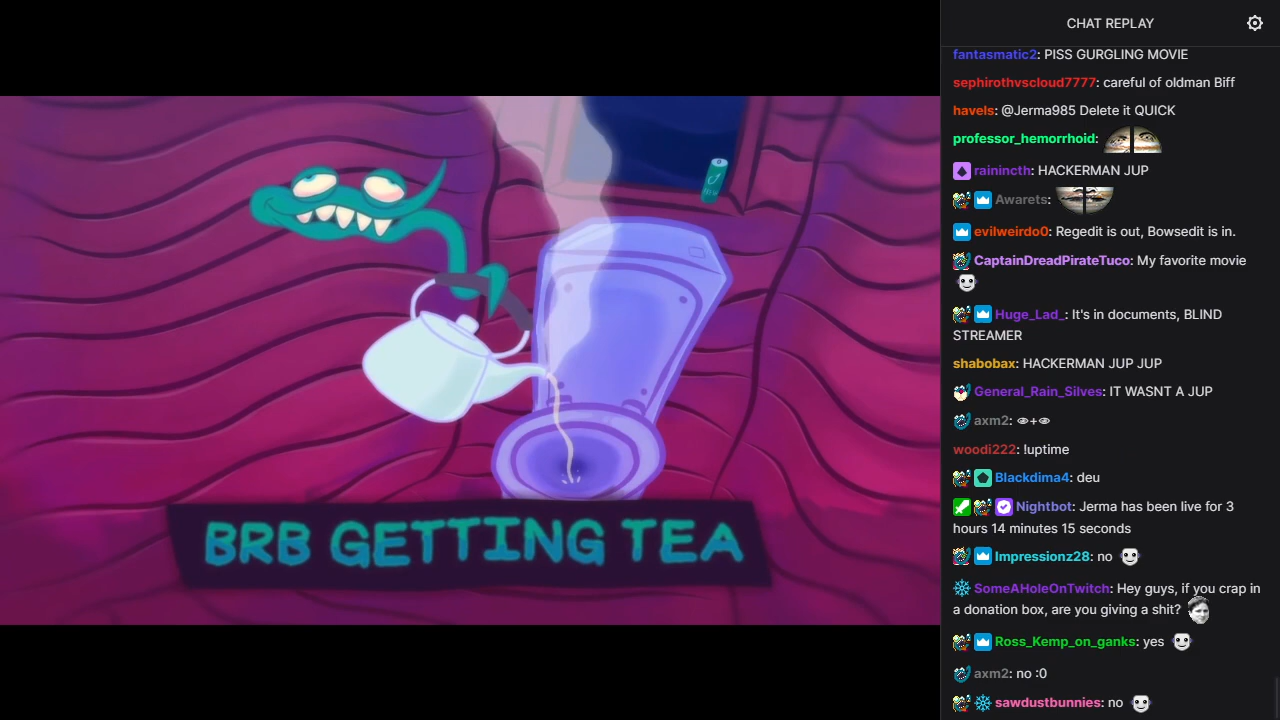 BRB GETTING TEA
CHAT REPLAY
fantasmatic2: PISS GURGLING MOVIE
sephirothvscloud7777: careful of oldman Biff
havels: @Jerma985 Delete it QUICK
professor_hemorrhoid:
rainincth: HACKERMAN JUP
Awarets:
evilweirdo0: Regedit is out, Bowsedit is in.
CaptainDreadPirateTuco: My favorite movie
Huge_Lad_: It's in documents, BLIND
STREAMER
shabobax: HACKERMAN JUP JUP
General_Rain_Silves: IT WASNT A JUP
axm2: 👁+👁
woodi222: !uptime
Blackdima4: deu
Nightbot: Jerma has been live for 3
hours 14 minutes 15 seconds
Impressionz28: no
SomeAHoleOnTwitch: Hey guys, if you crap in
a donation box, are you giving a shit?
Ross_Kemp_on_ganks: yes
axm2: no :0
sawdustbunnies: no